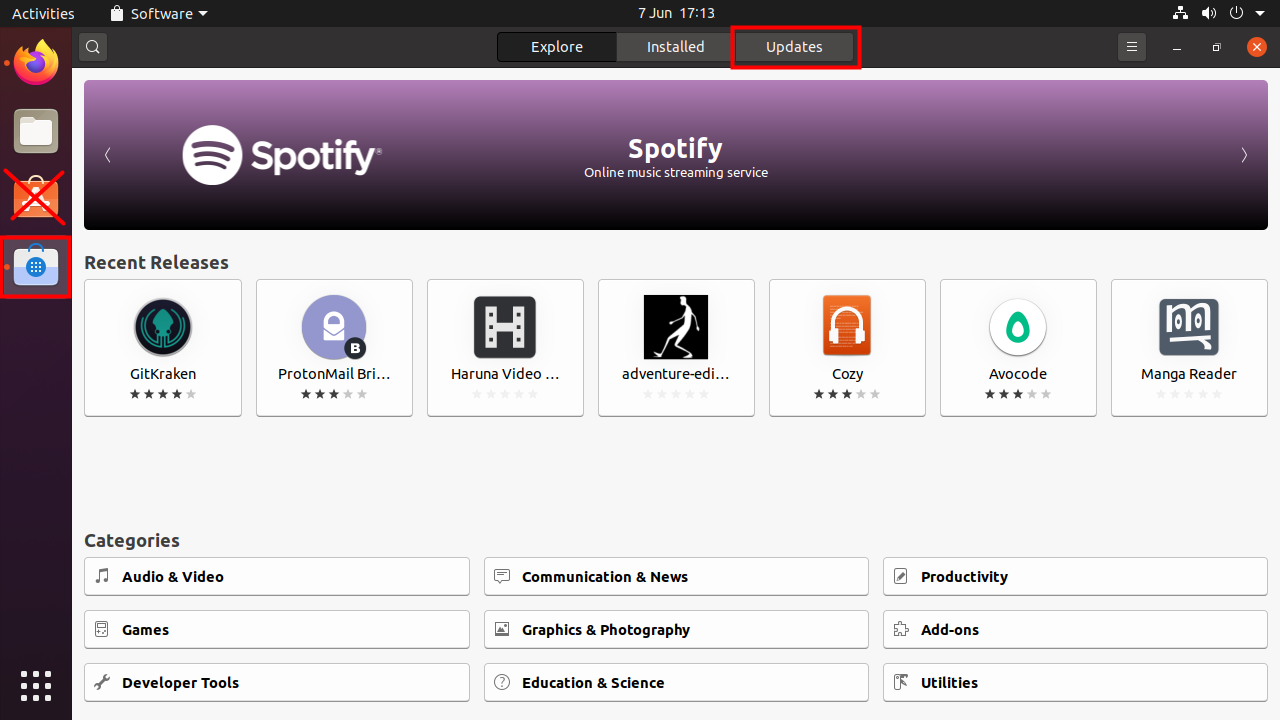 Activities Software 7 Jun 17:13
Explore Installed Updates
Spotify® Spotify
Online music streaming service
Recent Releases
GitKraken ProtonMail Bri… Haruna Video … adventure-edi… Cozy Avocode Manga Reader
Categories
Audio & Video Communication & News Productivity
Games Graphics & Photography Add-ons
Developer Tools Education & Science Utilities